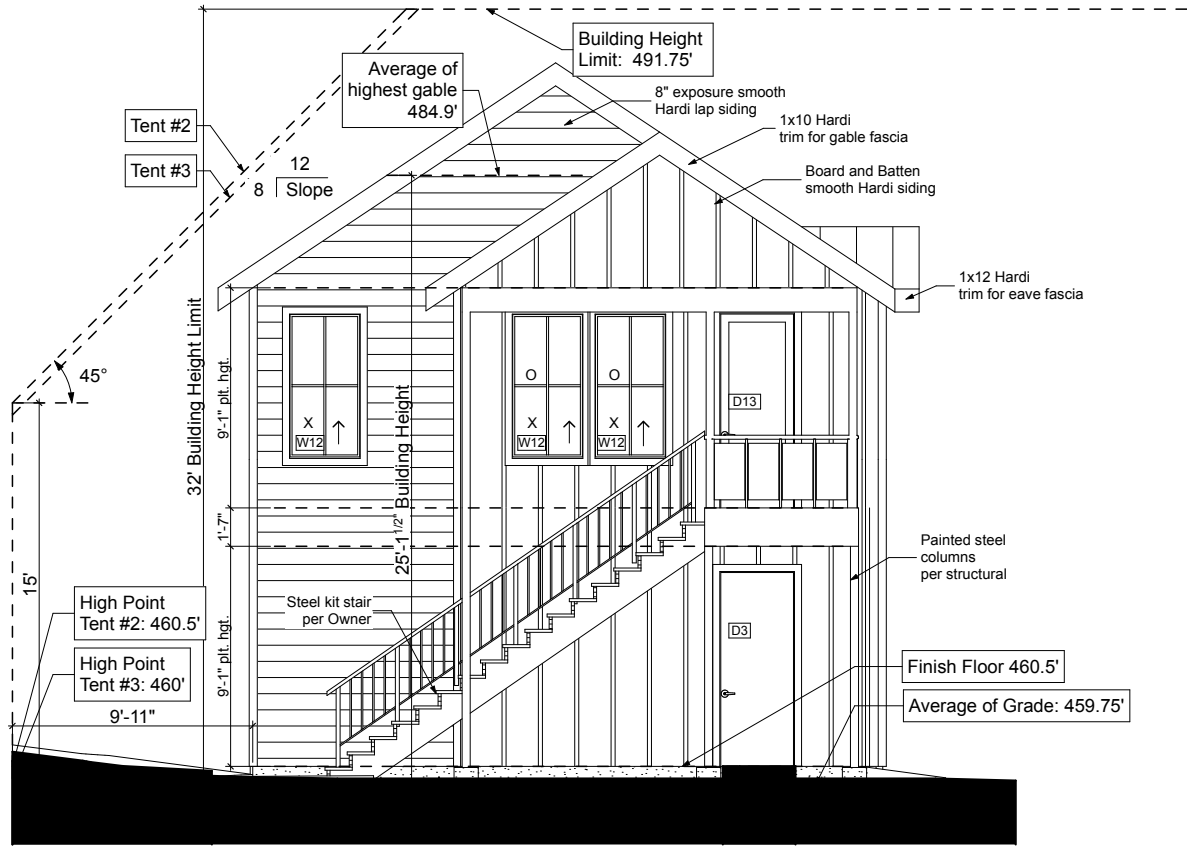 Building Height
Limit: 491.75'
Average of
highest gable
484.9'
8" exposure smooth
Hardi lap siding
1x10 Hardi
trim for gable fascia
Tent #2
Tent #3
12
8
Slope
Board and Batten
smooth Hardi siding
1x12 Hardi
trim for eave fascia
32' Building Height Limit
45°
9'-1" plt. hgt.
25'-1 1/2" Building Height
X
W12
O
X
W12
O
X
W12
D13
1'-7"
15'
Painted steel
columns
per structural
High Point
Tent #2: 460.5'
Steel kit stair
per Owner
9'-1" plt. hgt.
D3
High Point
Tent #3: 460'
Finish Floor 460.5'
9'-11"
Average of Grade: 459.75'